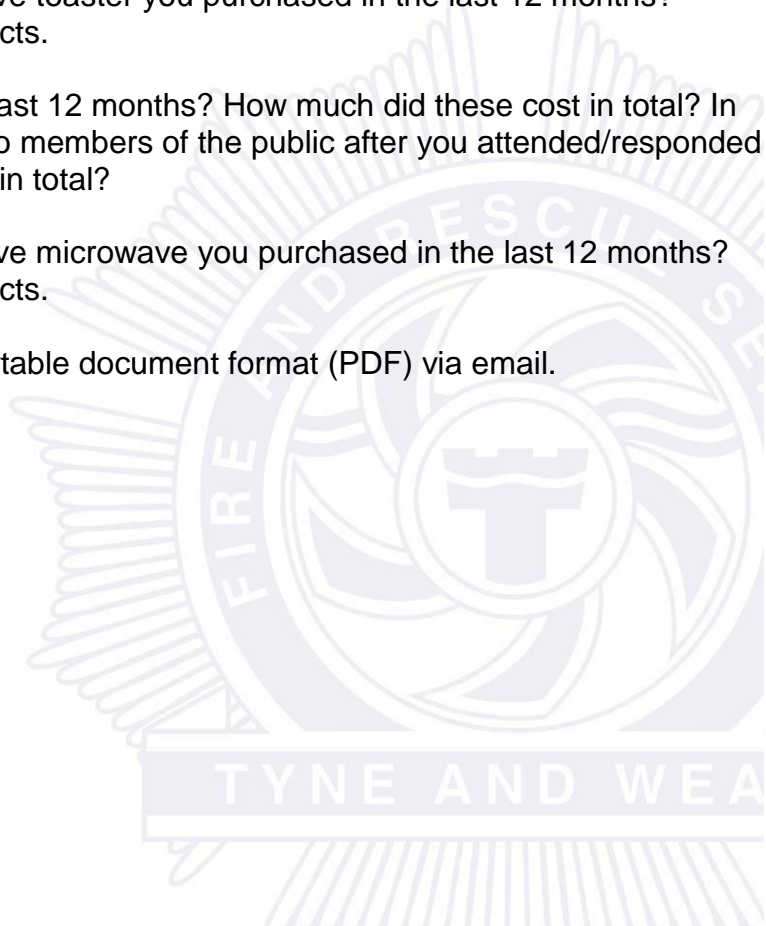 ve toaster you purchased in the last 12 months?
cts.
ast 12 months? How much did these cost in total? In
o members of the public after you attended/responded
in total?
ve microwave you purchased in the last 12 months?
cts.
table document format (PDF) via email.
FIRE AND RESCUE SE
TYNE AND WEA